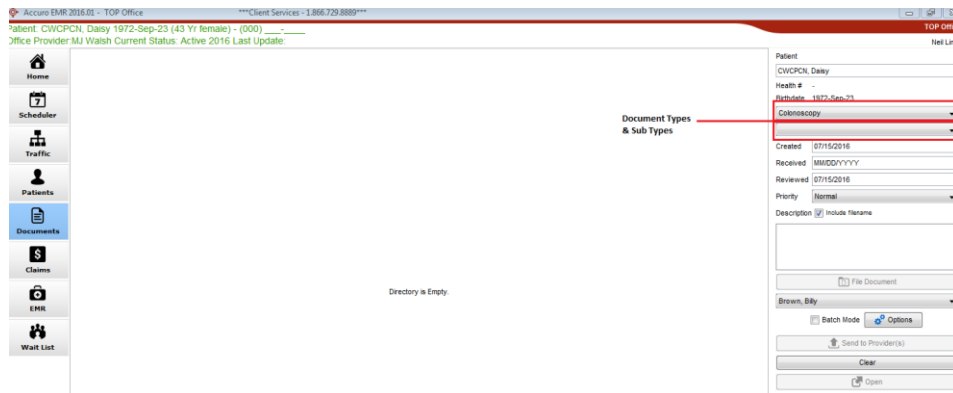 Accuro EMR 2016.01 - TOP Office ***Client Services - 1.866.729.8889***
Patient: CWCPCN, Daisy 1972-Sep-23 (43 Yr female) - (000) ___-____
TOP Offi
Office Provider:MJ Walsh Current Status: Active 2016 Last Update:
Neil Lin
Home
7
Scheduler
Traffic
Patients
Documents
$
Claims
EMR
Wait List
Directory is Empty.
Document Types
& Sub Types
Patient
CWCPCN, Daisy
Health # -
Birthdate 1972-Sep-23
Colonoscopy
Created 07/15/2016
Received MM/DD/YYYY
Reviewed 07/15/2016
Priority Normal
Description Include filename
File Document
Brown, Billy
Batch Mode Options
Send to Provider(s)
Clear
Open